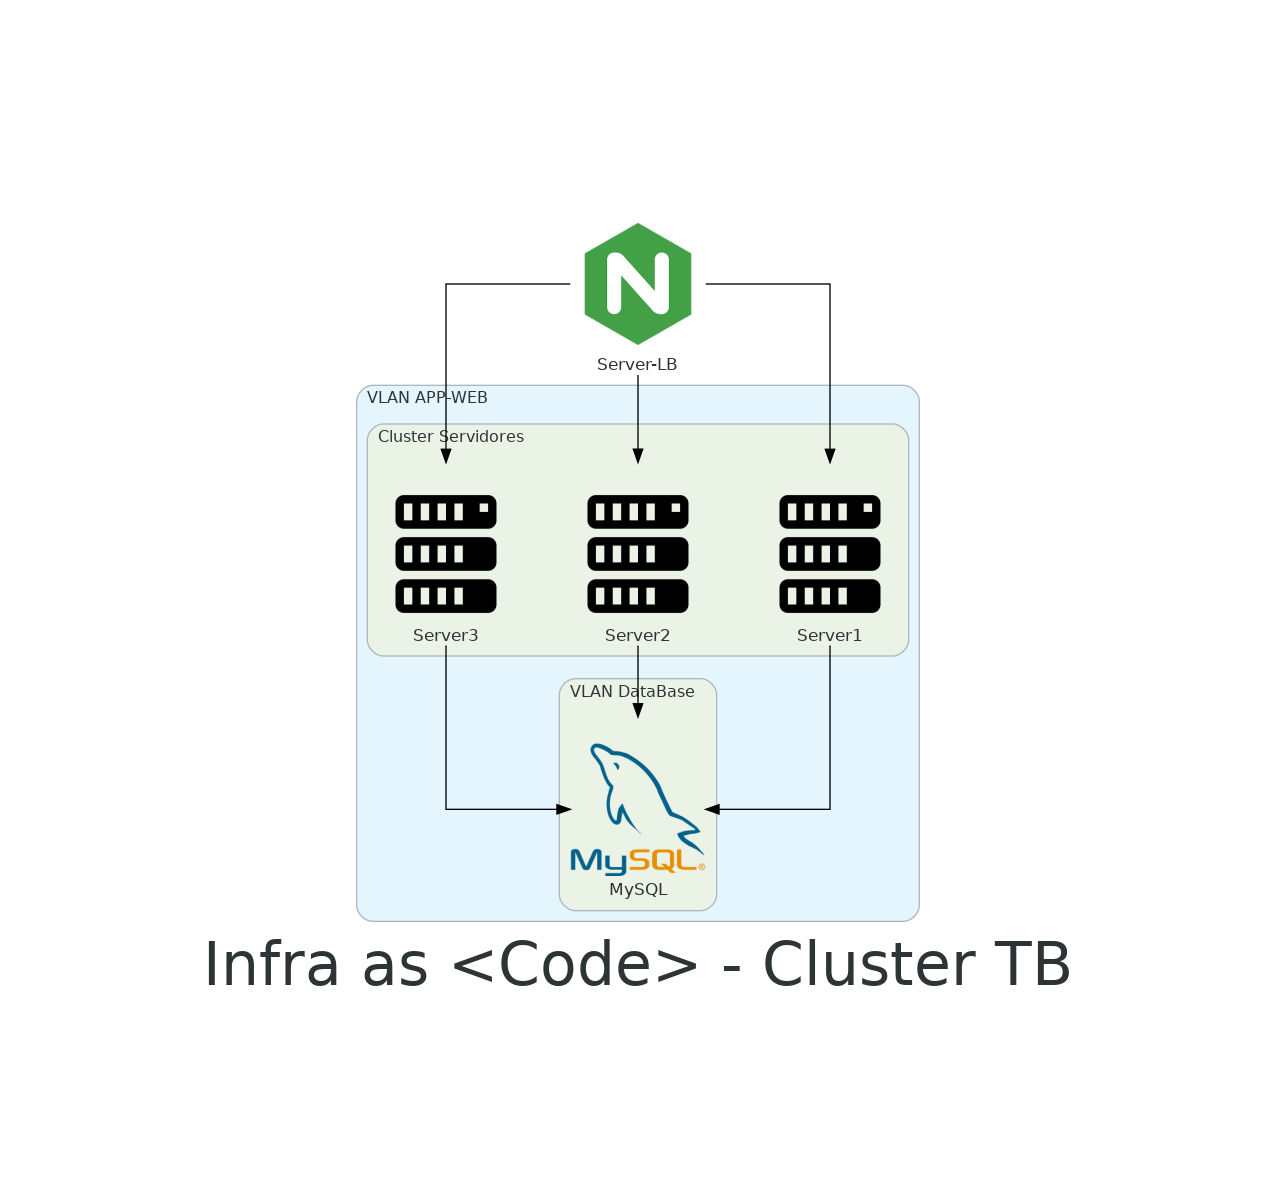 N
Server-LB
VLAN APP-WEB
Cluster Servidores
Server3
Server2
Server1
VLAN DataBase
MySQL®
MySQL
Infra as <Code> - Cluster TB